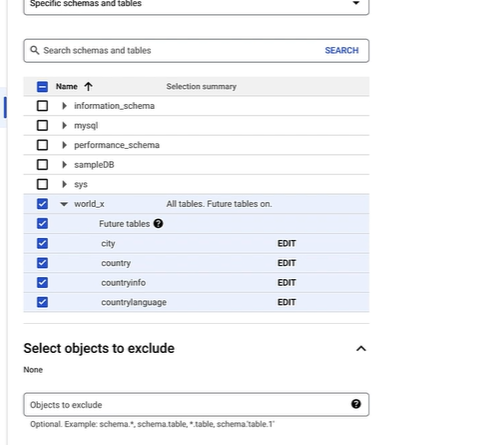 Specific schemas and tables
Search schemas and tables SEARCH
Name Selection summary
information_schema
mysql
performance_schema
sampleDB
sys
world_x All tables. Future tables on.
Future tables
city EDIT
country EDIT
countryinfo EDIT
countrylanguage EDIT
Select objects to exclude
None
Objects to exclude
Optional. Example: schema.*, schema.table, *.table, schema.'table.1'